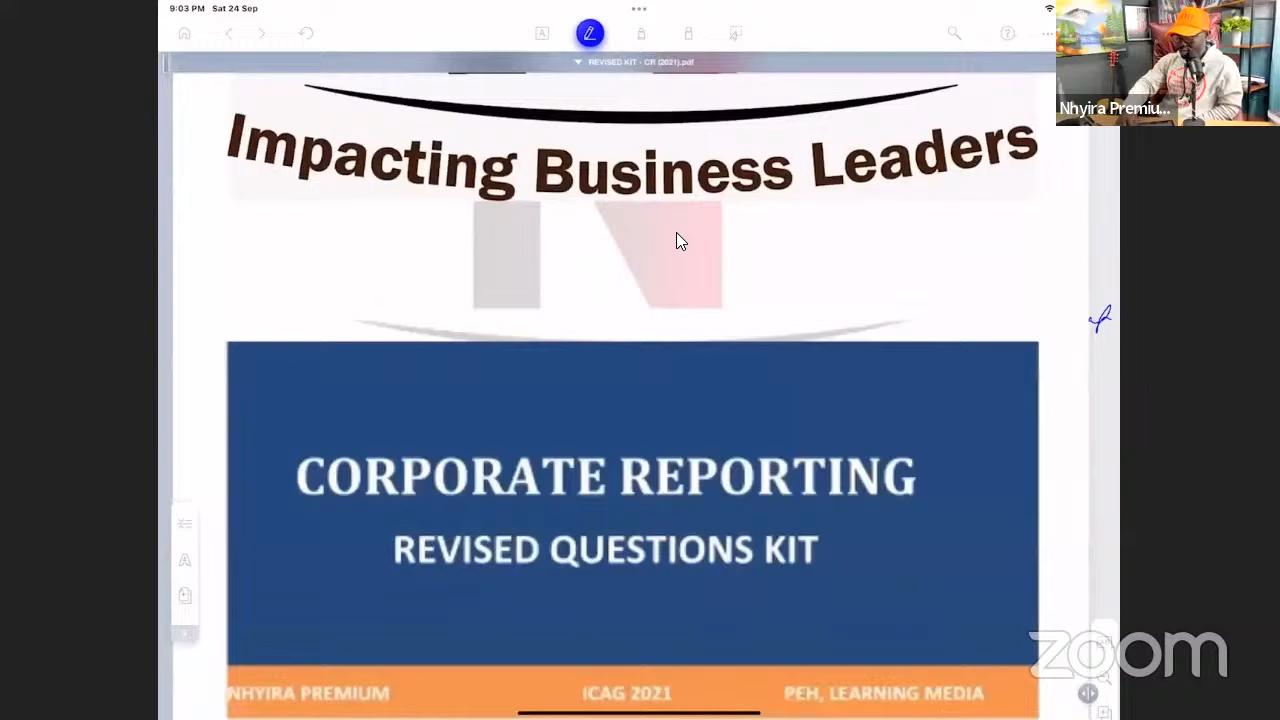 9:03 PM Sat 24 Sep
REVISED KIT - CR (2021).pdf
Nhyira Premiu...
Impacting Business Leaders
CORPORATE REPORTING
REVISED QUESTIONS KIT
NHYIRA PREMIUM ICAG 2021 PEH, LEARNING MEDIA
zoom